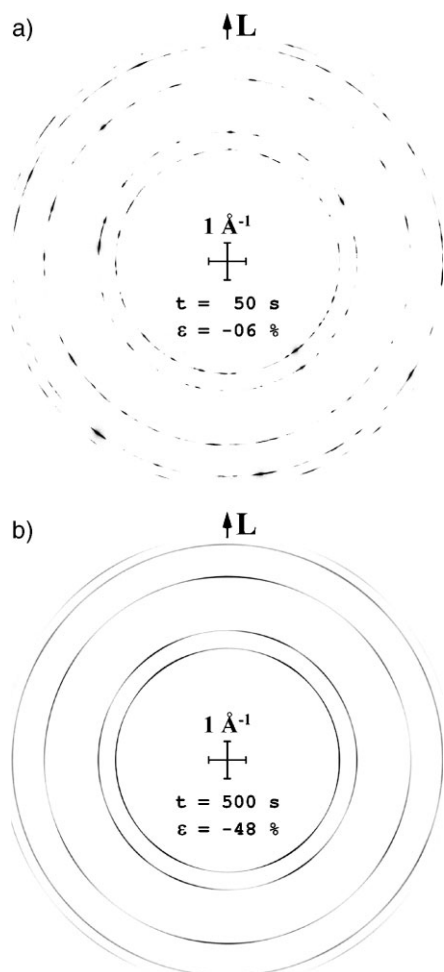 a)
L
1 Å⁻¹
t = 50 s
ε = -06 %
b)
L
1 Å⁻¹
t = 500 s
ε = -48 %